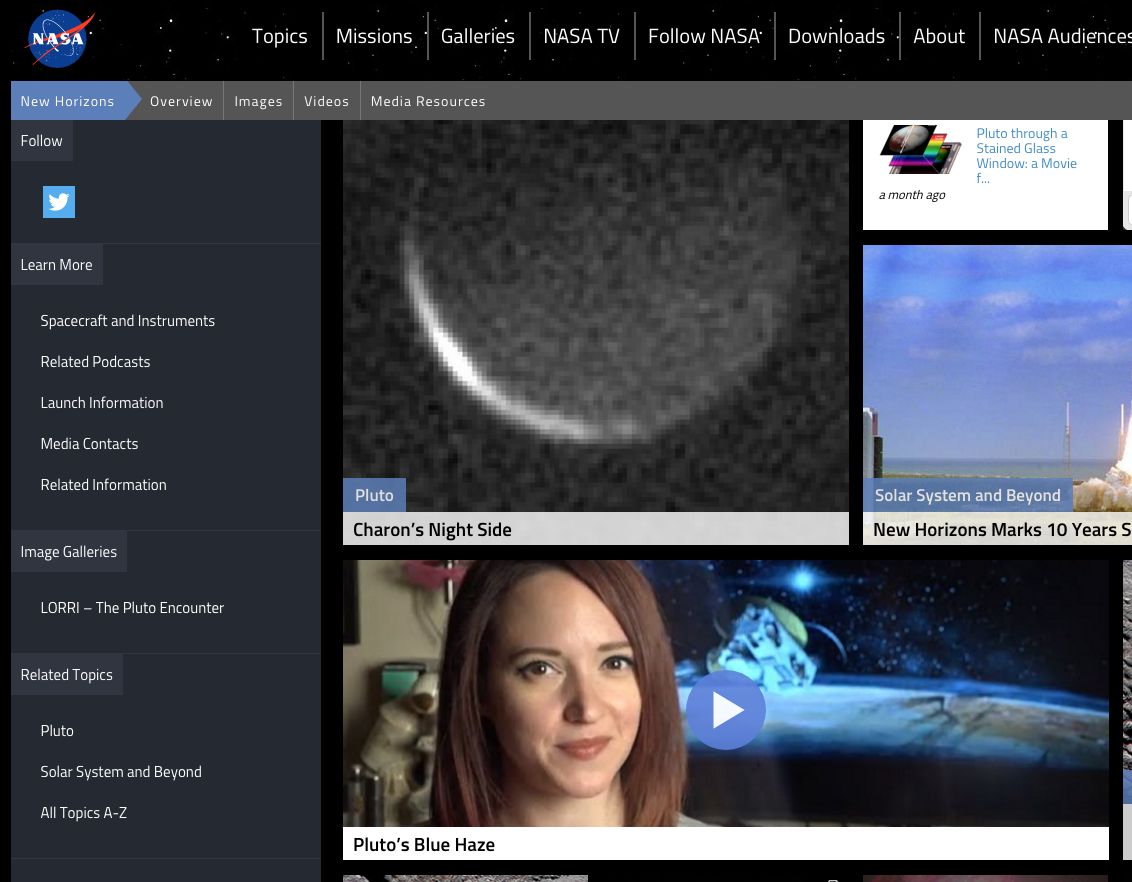 NASA
Topics
Missions
Galleries
NASA TV
Follow NASA
Downloads
About
NASA Audiences
New Horizons
Overview
Images
Videos
Media Resources
Follow
Learn More
Spacecraft and Instruments
Related Podcasts
Launch Information
Media Contacts
Related Information
Image Galleries
LORRI – The Pluto Encounter
Related Topics
Pluto
Solar System and Beyond
All Topics A-Z
Pluto
Charon’s Night Side
Pluto through a
Stained Glass
Window: a Movie
f...
a month ago
Solar System and Beyond
New Horizons Marks 10 Years S
Pluto’s Blue Haze